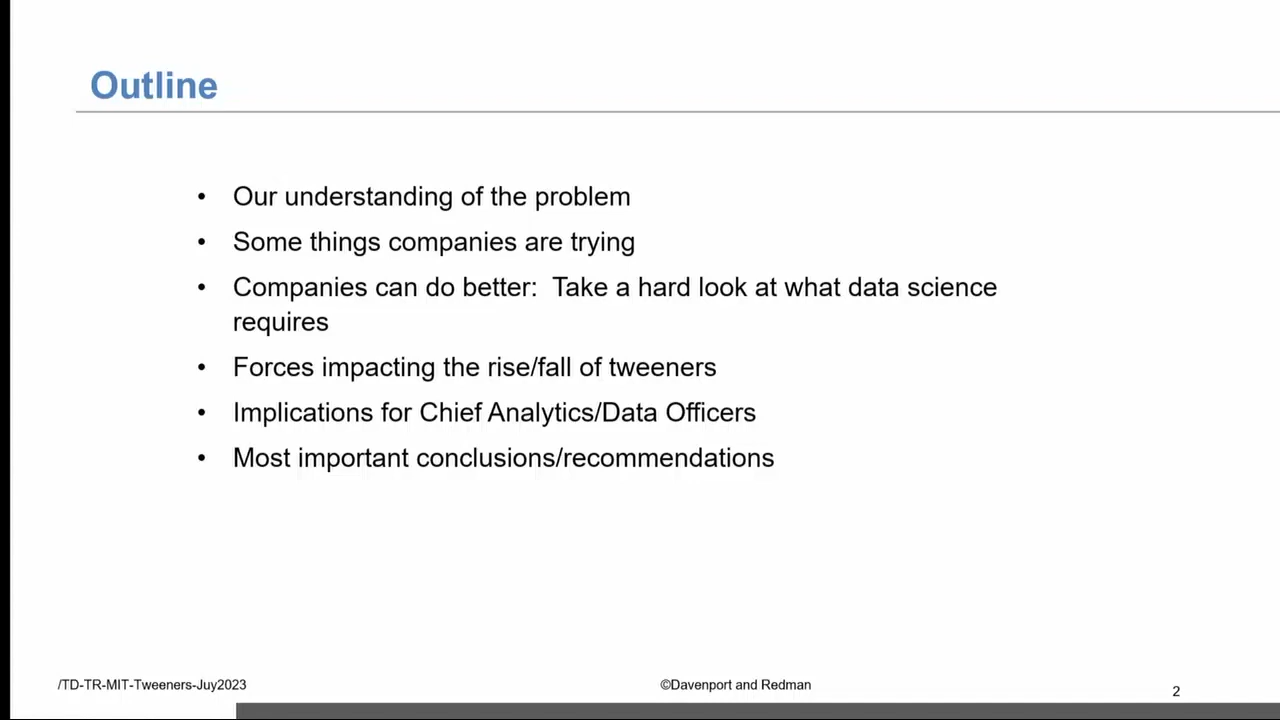 Outline
• Our understanding of the problem
• Some things companies are trying
• Companies can do better:  Take a hard look at what data science
requires
• Forces impacting the rise/fall of tweeners
• Implications for Chief Analytics/Data Officers
• Most important conclusions/recommendations
/TD-TR-MIT-Tweeners-Juy2023
©Davenport and Redman
2